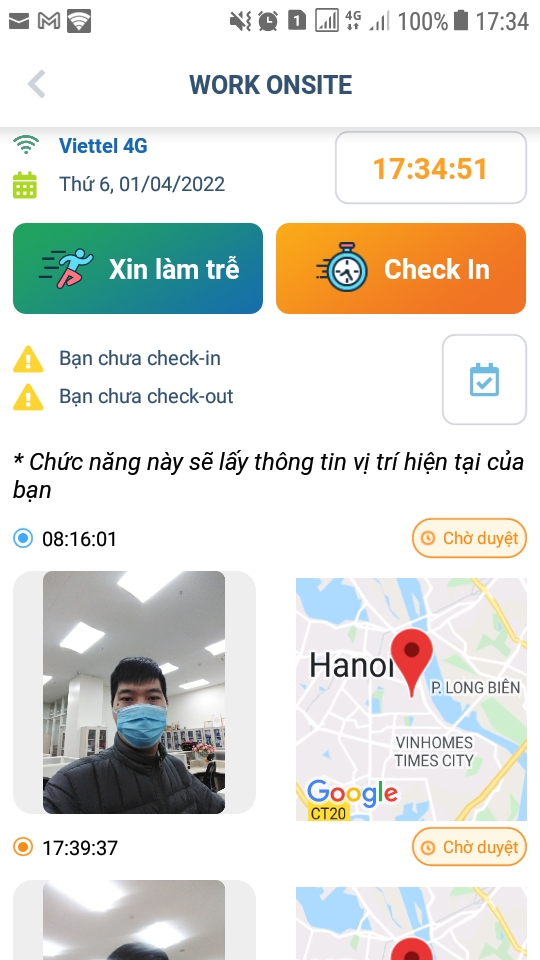 1
4G
100%
17:34
WORK ONSITE
Viettel 4G
Thứ 6, 01/04/2022
17:34:51
Xin làm trễ
Check In
Bạn chưa check-in
Bạn chưa check-out
* Chức năng này sẽ lấy thông tin vị trí hiện tại của
bạn
08:16:01
Chờ duyệt
Hanoi
P. LONG BIÊN
VINHOMES
TIMES CITY
Google
CT20
17:39:37
Chờ duyệt